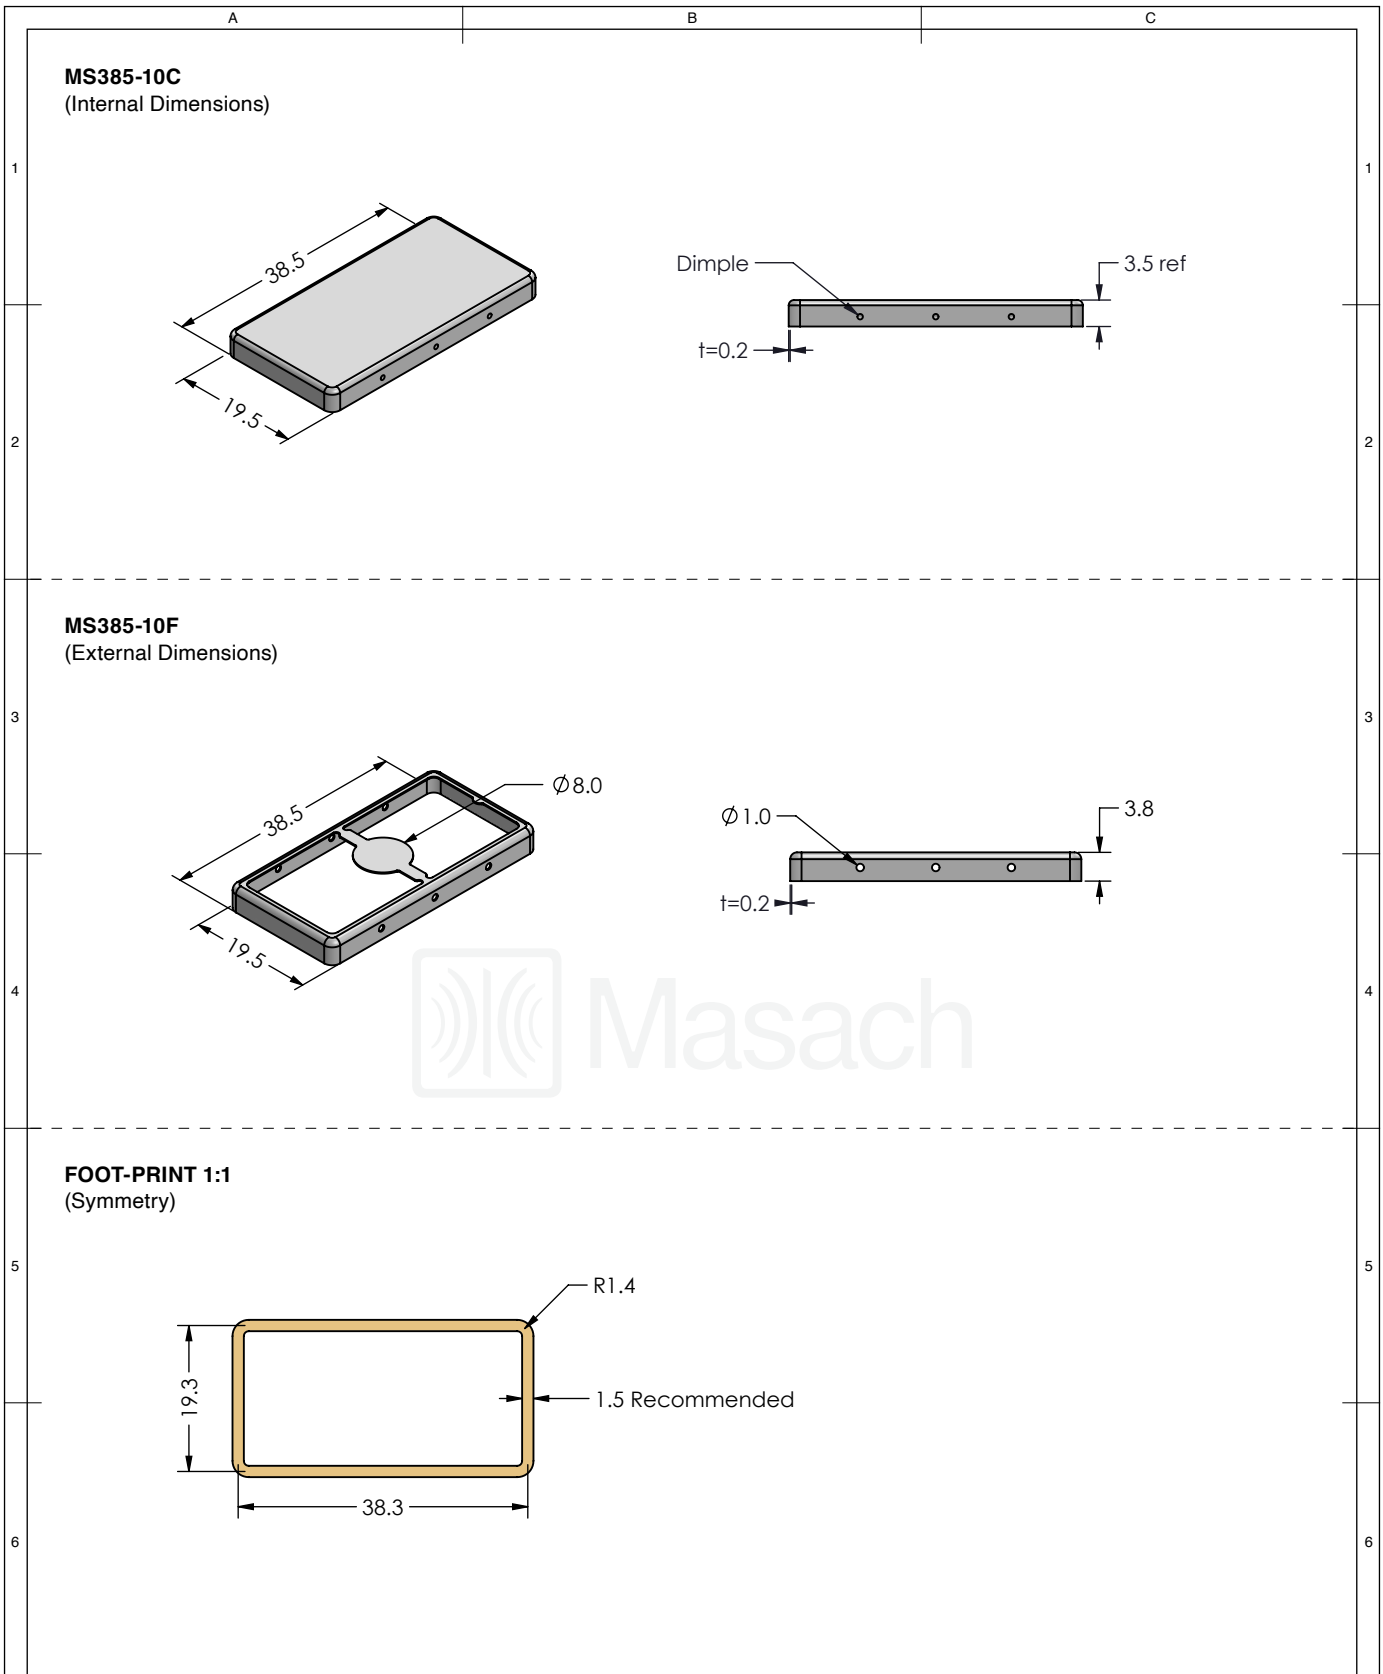 A B C
MS385-10C
(Internal Dimensions)
1 1
38.5
Dimple
3.5 ref
t=0.2
19.5
2 2
MS385-10F
(External Dimensions)
3 3
Ø8.0
38.5
Ø1.0
3.8
t=0.2
19.5
4 4
Masach
FOOT-PRINT 1:1
(Symmetry)
5 5
R1.4
19.3
1.5 Recommended
38.3
6 6